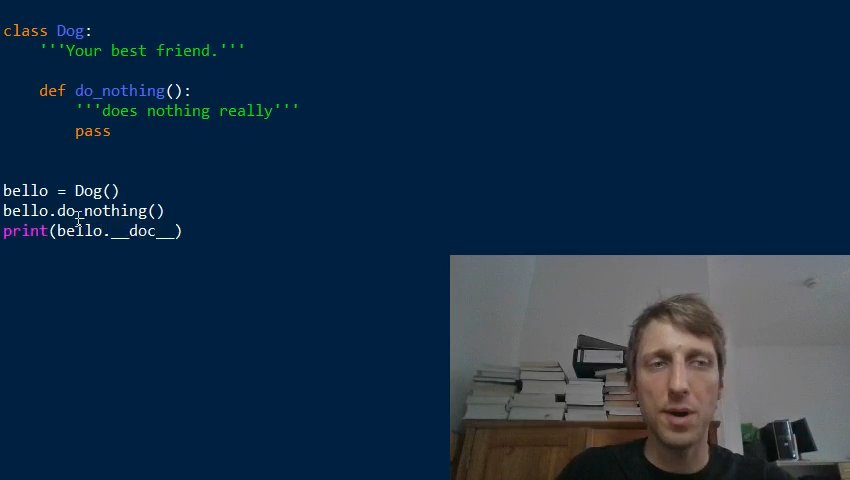 class Dog:
'''Your best friend.'''
def do_nothing():
'''does nothing really'''
pass
bello = Dog()
bello.do_nothing()
print(bello.__doc__)